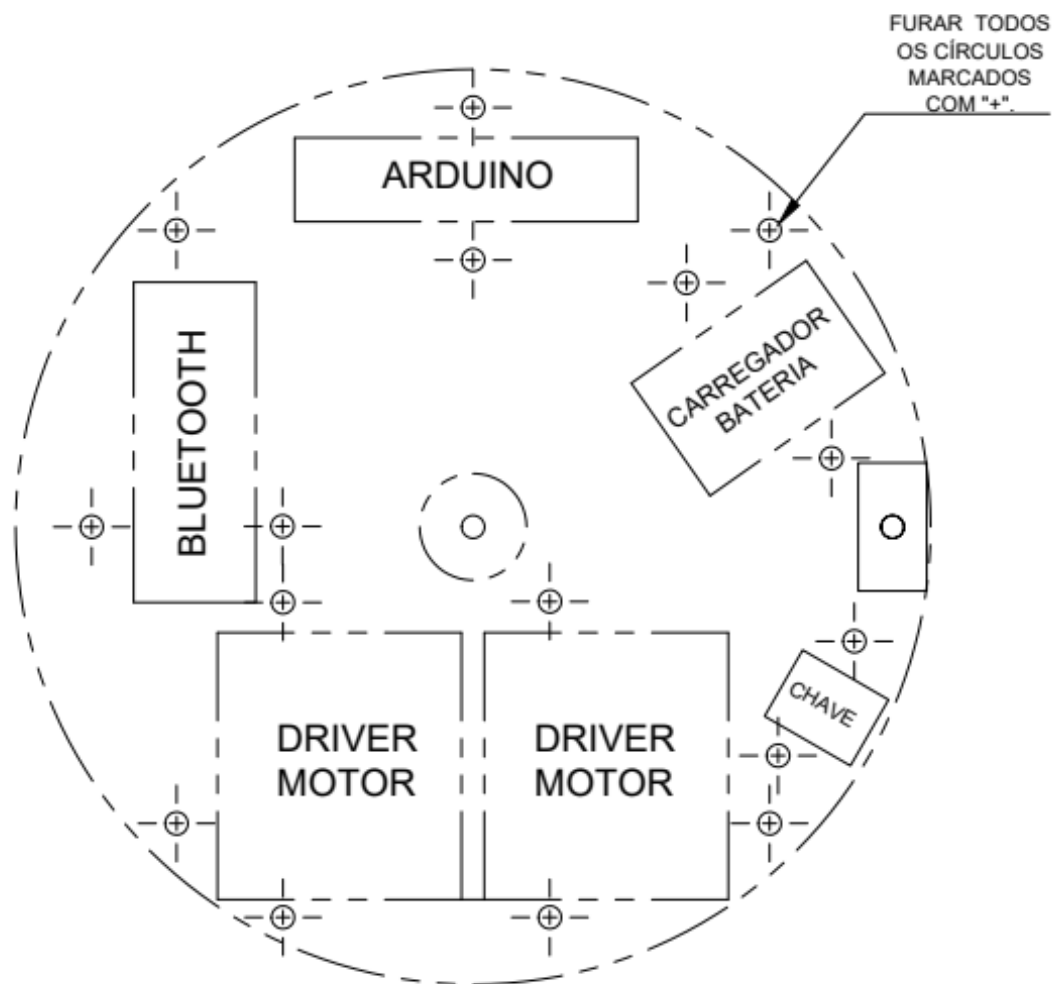 FURAR TODOS
OS CÍRCULOS
MARCADOS
COM "+".
ARDUINO
BLUETOOTH
CARREGADOR
BATERIA
CHAVE
DRIVER
MOTOR
DRIVER
MOTOR